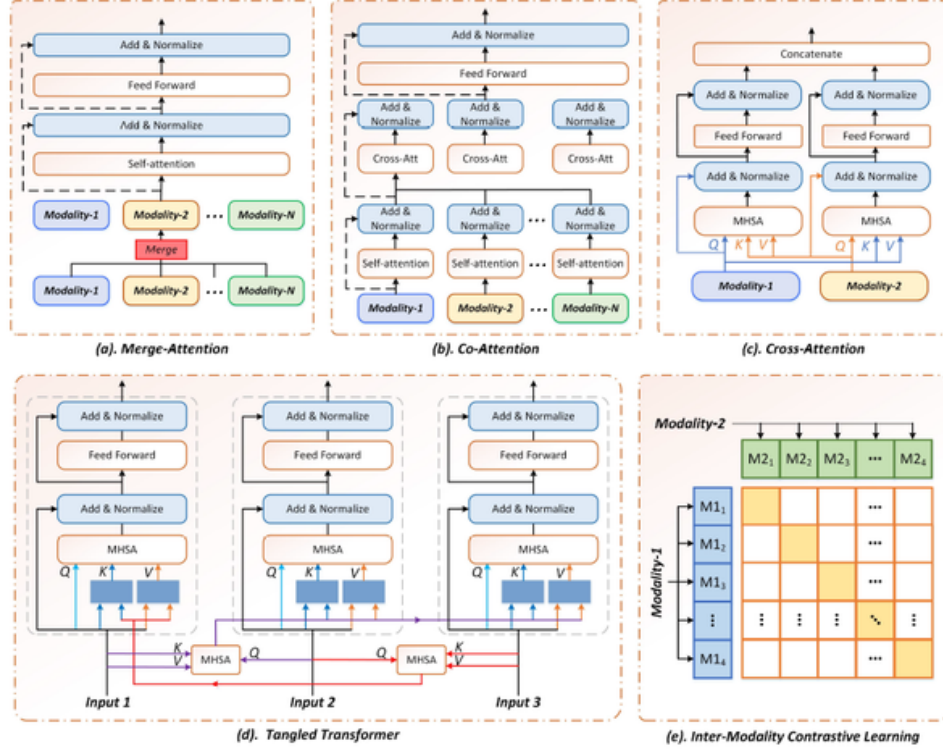 Add & Normalize
Feed Forward
Add & Normalize
Self-attention
Modality-1 Modality-2 ... Modality-N
Merge
Modality-1 Modality-2 ... Modality-N
(a). Merge-Attention
Add & Normalize
Feed Forward
Add & Normalize Add & Normalize Add & Normalize
Cross-Att Cross-Att Cross-Att
Add & Normalize Add & Normalize ... Add & Normalize
Self-attention Self-attention ... Self-attention
Modality-1 Modality-2 ... Modality-N
(b). Co-Attention
Concatenate
Add & Normalize Add & Normalize
Feed Forward Feed Forward
Add & Normalize Add & Normalize
MHSA MHSA
Q K V Q K V
Modality-1 Modality-2
(c). Cross-Attention
Add & Normalize Add & Normalize Add & Normalize
Feed Forward Feed Forward Feed Forward
Add & Normalize Add & Normalize Add & Normalize
MHSA MHSA MHSA
Q K V Q K V Q K V
K Q Q K
MHSA MHSA
V V
Input 1 Input 2 Input 3
(d). Tangled Transformer
Modality-2
M2₁ M2₂ M2₃ ... M2₄
Modality-1
M1₁ ...
M1₂ ...
M1₃ ...
⋮ ⋮ ⋮ ⋮ ⋱ ⋮
M1₄ ...
(e). Inter-Modality Contrastive Learning